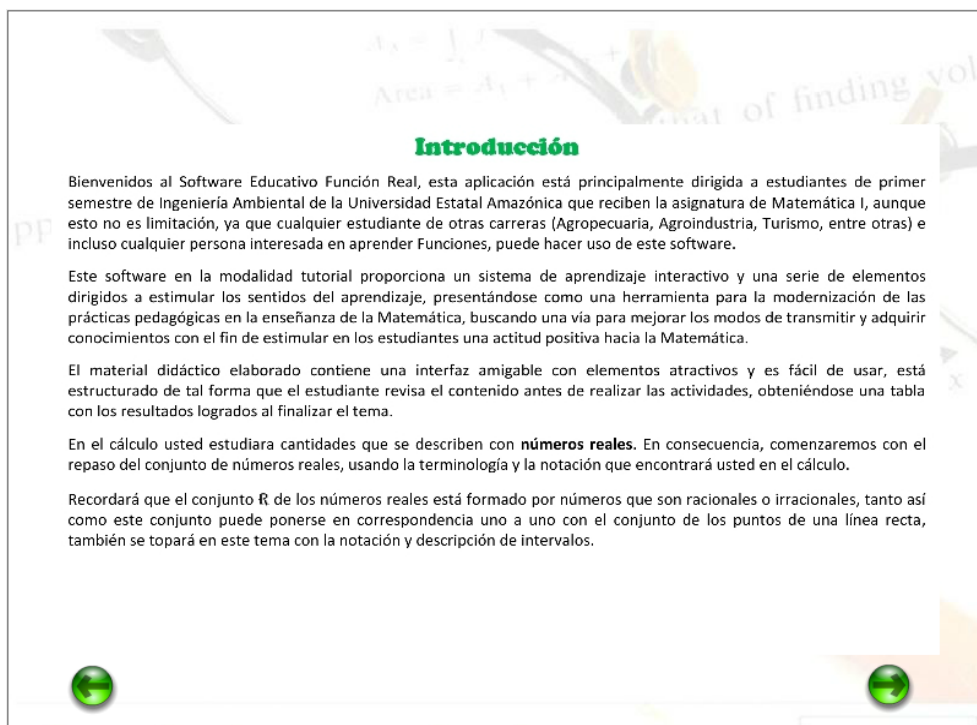 Area =
that of finding vol
Introducción
Bienvenidos al Software Educativo Función Real, esta aplicación está principalmente dirigida a estudiantes de primer
semestre de Ingeniería Ambiental de la Universidad Estatal Amazónica que reciben la asignatura de Matemática I, aunque
esto no es limitación, ya que cualquier estudiante de otras carreras (Agropecuaria, Agroindustria, Turismo, entre otras) e
incluso cualquier persona interesada en aprender Funciones, puede hacer uso de este software.
Este software en la modalidad tutorial proporciona un sistema de aprendizaje interactivo y una serie de elementos
dirigidos a estimular los sentidos del aprendizaje, presentándose como una herramienta para la modernización de las
prácticas pedagógicas en la enseñanza de la Matemática, buscando una vía para mejorar los modos de transmitir y adquirir
conocimientos con el fin de estimular en los estudiantes una actitud positiva hacia la Matemática.
El material didáctico elaborado contiene una interfaz amigable con elementos atractivos y es fácil de usar, está
estructurado de tal forma que el estudiante revisa el contenido antes de realizar las actividades, obteniéndose una tabla
con los resultados logrados al finalizar el tema.
En el cálculo usted estudiara cantidades que se describen con números reales. En consecuencia, comenzaremos con el
repaso del conjunto de números reales, usando la terminología y la notación que encontrará usted en el cálculo.
Recordará que el conjunto ℜ de los números reales está formado por números que son racionales o irracionales, tanto así
como este conjunto puede ponerse en correspondencia uno a uno con el conjunto de los puntos de una línea recta,
también se topará en este tema con la notación y descripción de intervalos.